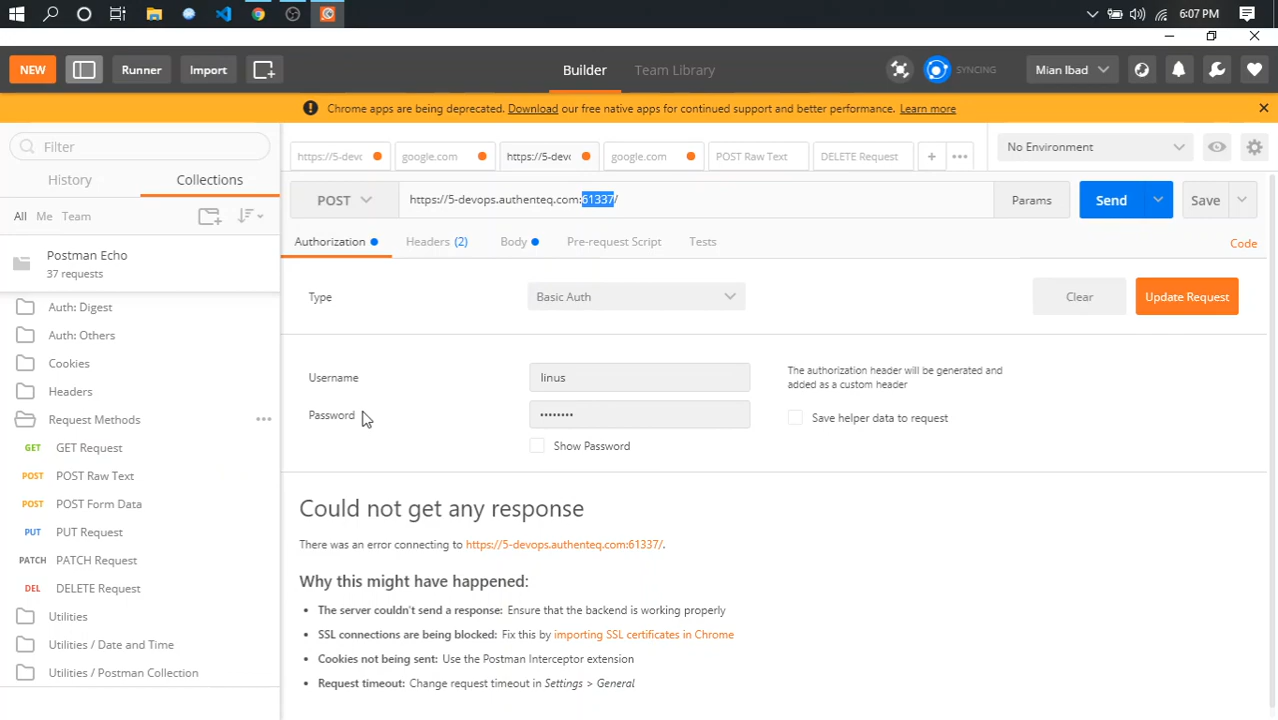 6:07 PM
NEW
Runner
Import
Builder
Team Library
SYNCING
Mian Ibad
Chrome apps are being deprecated. Download our free native apps for continued support and better performance. Learn more
Filter
History
Collections
All Me Team
Postman Echo
37 requests
Auth: Digest
Auth: Others
Cookies
Headers
Request Methods
GET GET Request
POST POST Raw Text
POST POST Form Data
PUT PUT Request
PATCH PATCH Request
DEL DELETE Request
Utilities
Utilities / Date and Time
Utilities / Postman Collection
https://5-devc
google.com
https://5-devc
google.com
POST Raw Text
DELETE Request
No Environment
POST
https://5-devops.authenteq.com:61337/
Params
Send
Save
Authorization
Headers (2)
Body
Pre-request Script
Tests
Code
Type
Basic Auth
Clear
Update Request
Username
linus
The authorization header will be generated and
added as a custom header
Password
••••••••
Save helper data to request
Show Password
Could not get any response
There was an error connecting to https://5-devops.authenteq.com:61337/.
Why this might have happened:
• The server couldn't send a response: Ensure that the backend is working properly
• SSL connections are being blocked: Fix this by importing SSL certificates in Chrome
• Cookies not being sent: Use the Postman Interceptor extension
• Request timeout: Change request timeout in Settings > General